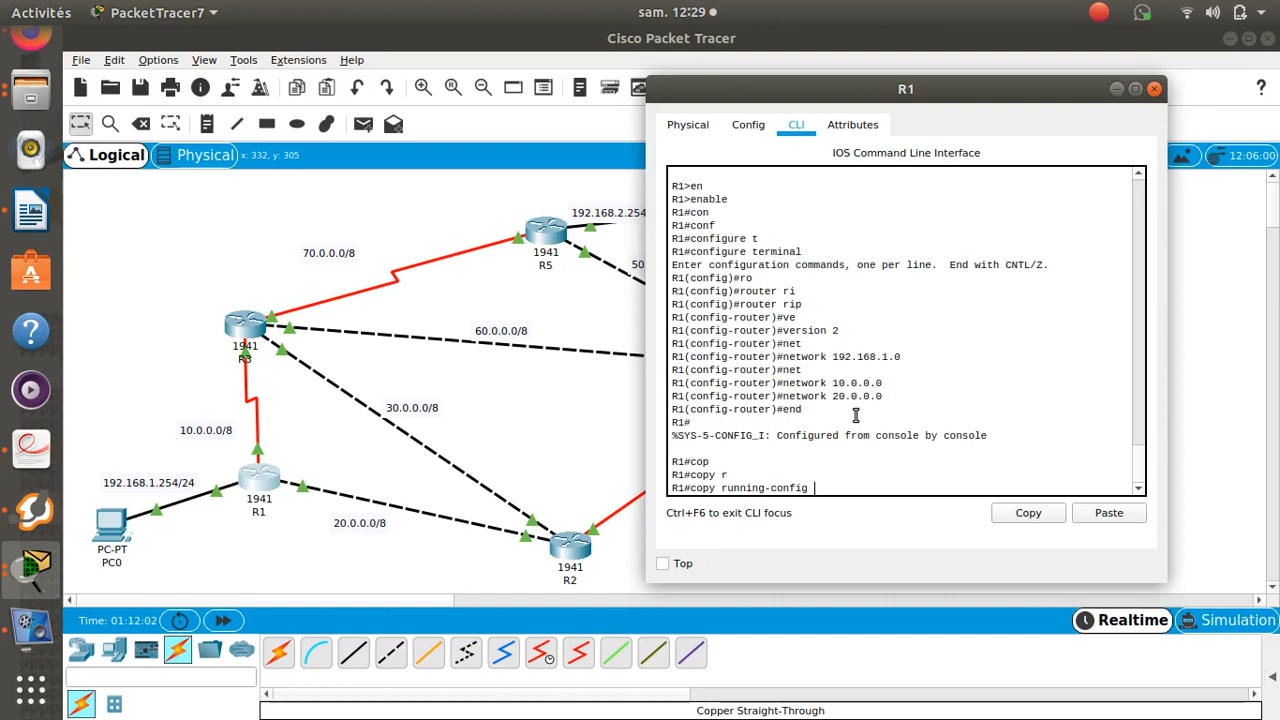 Activités
PacketTracer7
sam. 12:29
Cisco Packet Tracer
File Edit Options View Tools Extensions Help
Logical
Physical
x: 332, y: 305
12:06:00
R1
Physical Config CLI Attributes
IOS Command Line Interface
R1>en
R1>enable
R1#con
R1#conf
R1#configure t
R1#configure terminal
Enter configuration commands, one per line. End with CNTL/Z.
R1(config)#ro
R1(config)#router ri
R1(config)#router rip
R1(config-router)#ve
R1(config-router)#version 2
R1(config-router)#net
R1(config-router)#network 192.168.1.0
R1(config-router)#net
R1(config-router)#network 10.0.0.0
R1(config-router)#network 20.0.0.0
R1(config-router)#end
R1#
%SYS-5-CONFIG_I: Configured from console by console
R1#cop
R1#copy r
R1#copy running-config
Ctrl+F6 to exit CLI focus
Copy
Paste
Top
192.168.2.254/
70.0.0.0/8
1941
R5
50
1941
R3
60.0.0.0/8
30.0.0.0/8
10.0.0.0/8
192.168.1.254/24
1941
R1
20.0.0.0/8
PC-PT
PC0
1941
R2
Time: 01:12:02
Realtime
Simulation
Copper Straight-Through